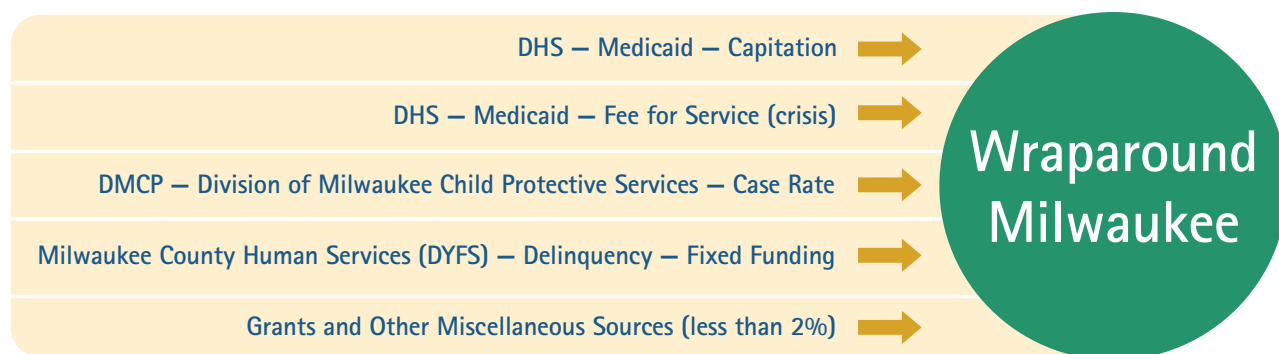 DHS — Medicaid — Capitation
DHS — Medicaid — Fee for Service (crisis)
DMCP — Division of Milwaukee Child Protective Services — Case Rate
Milwaukee County Human Services (DYFS) — Delinquency — Fixed Funding
Grants and Other Miscellaneous Sources (less than 2%)
Wraparound
Milwaukee